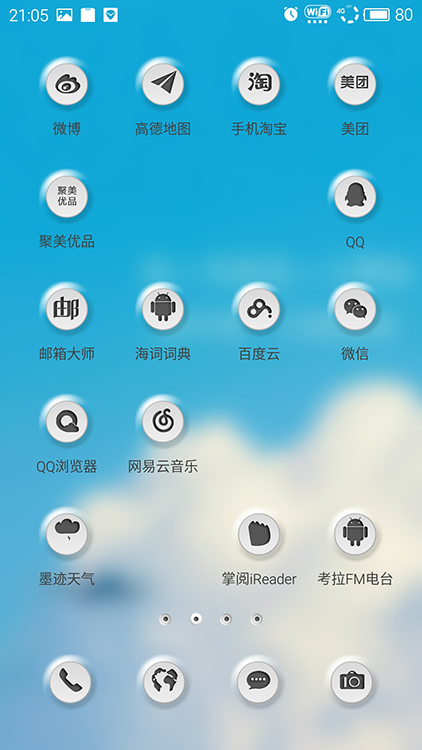 21:05
WiFi
4G
80
淘
美团
微博
高德地图
手机淘宝
美团
聚美
优品
聚美优品
QQ
邮
邮箱大师
海词词典
百度云
微信
QQ浏览器
网易云音乐
墨迹天气
掌阅iReader
考拉FM电台